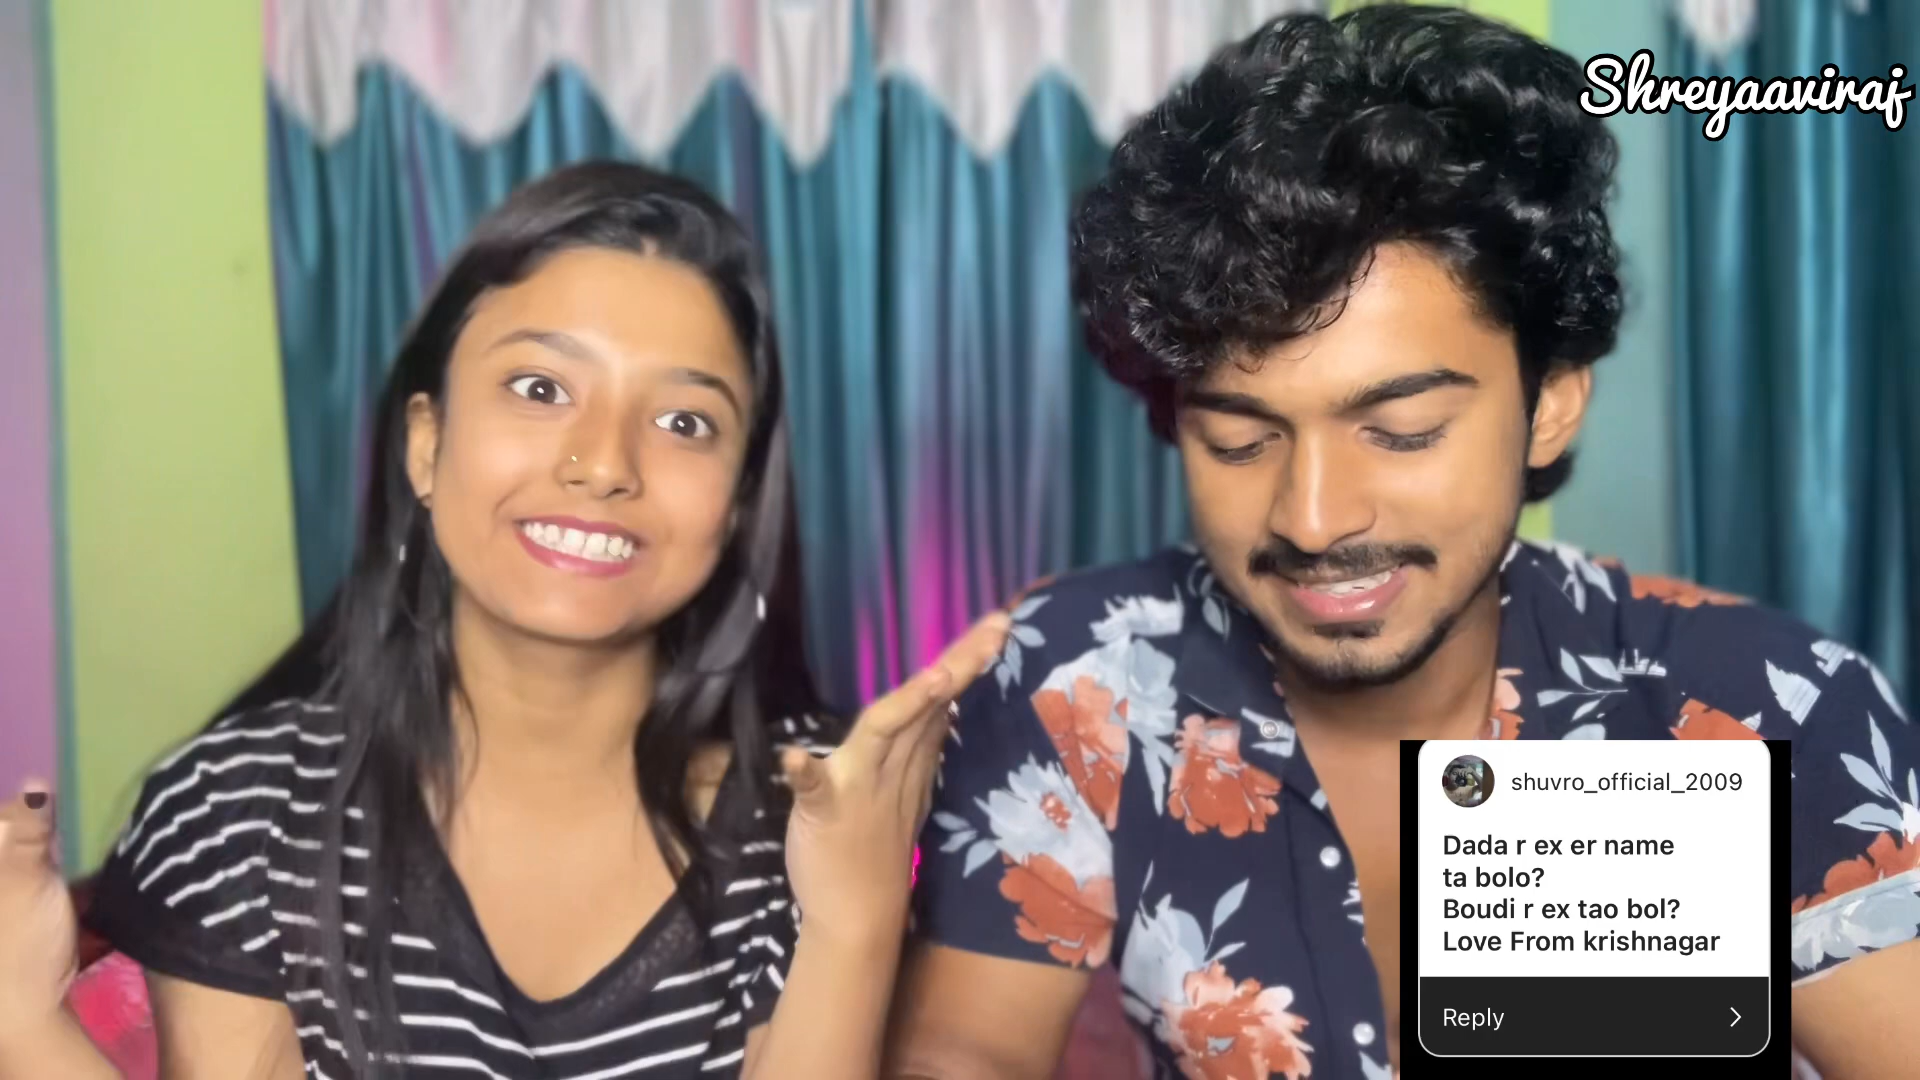 Shreyaaviraj
shuvro_official_2009
Dada r ex er name
ta bolo?
Boudi r ex tao bol?
Love From krishnagar
Reply